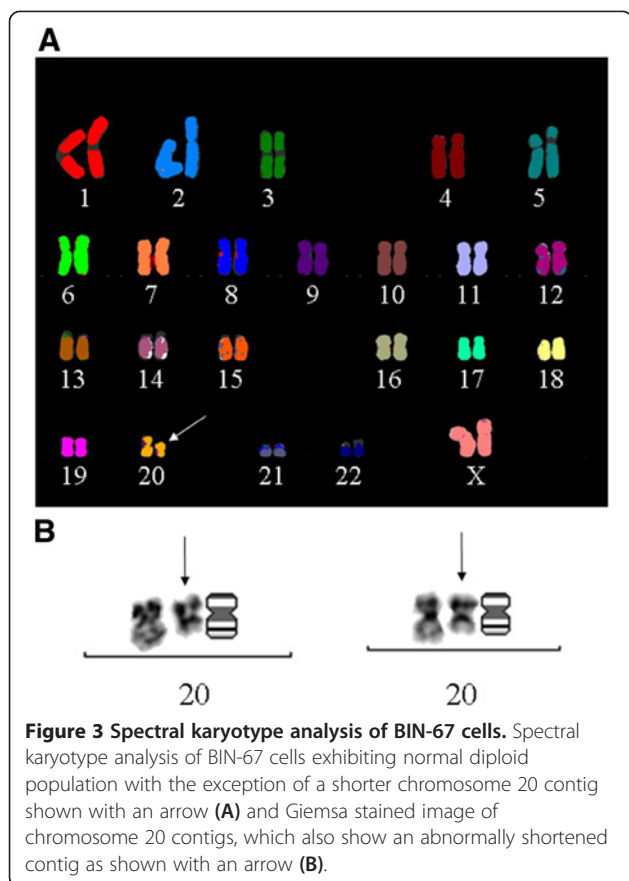 A
1 2 3 4 5
6 7 8 9 10 11 12
13 14 15 16 17 18
19 20 21 22 X
B
20 20
Figure 3 Spectral karyotype analysis of BIN-67 cells. Spectral
karyotype analysis of BIN-67 cells exhibiting normal diploid
population with the exception of a shorter chromosome 20 contig
shown with an arrow (A) and Giemsa stained image of
chromosome 20 contigs, which also show an abnormally shortened
contig as shown with an arrow (B).